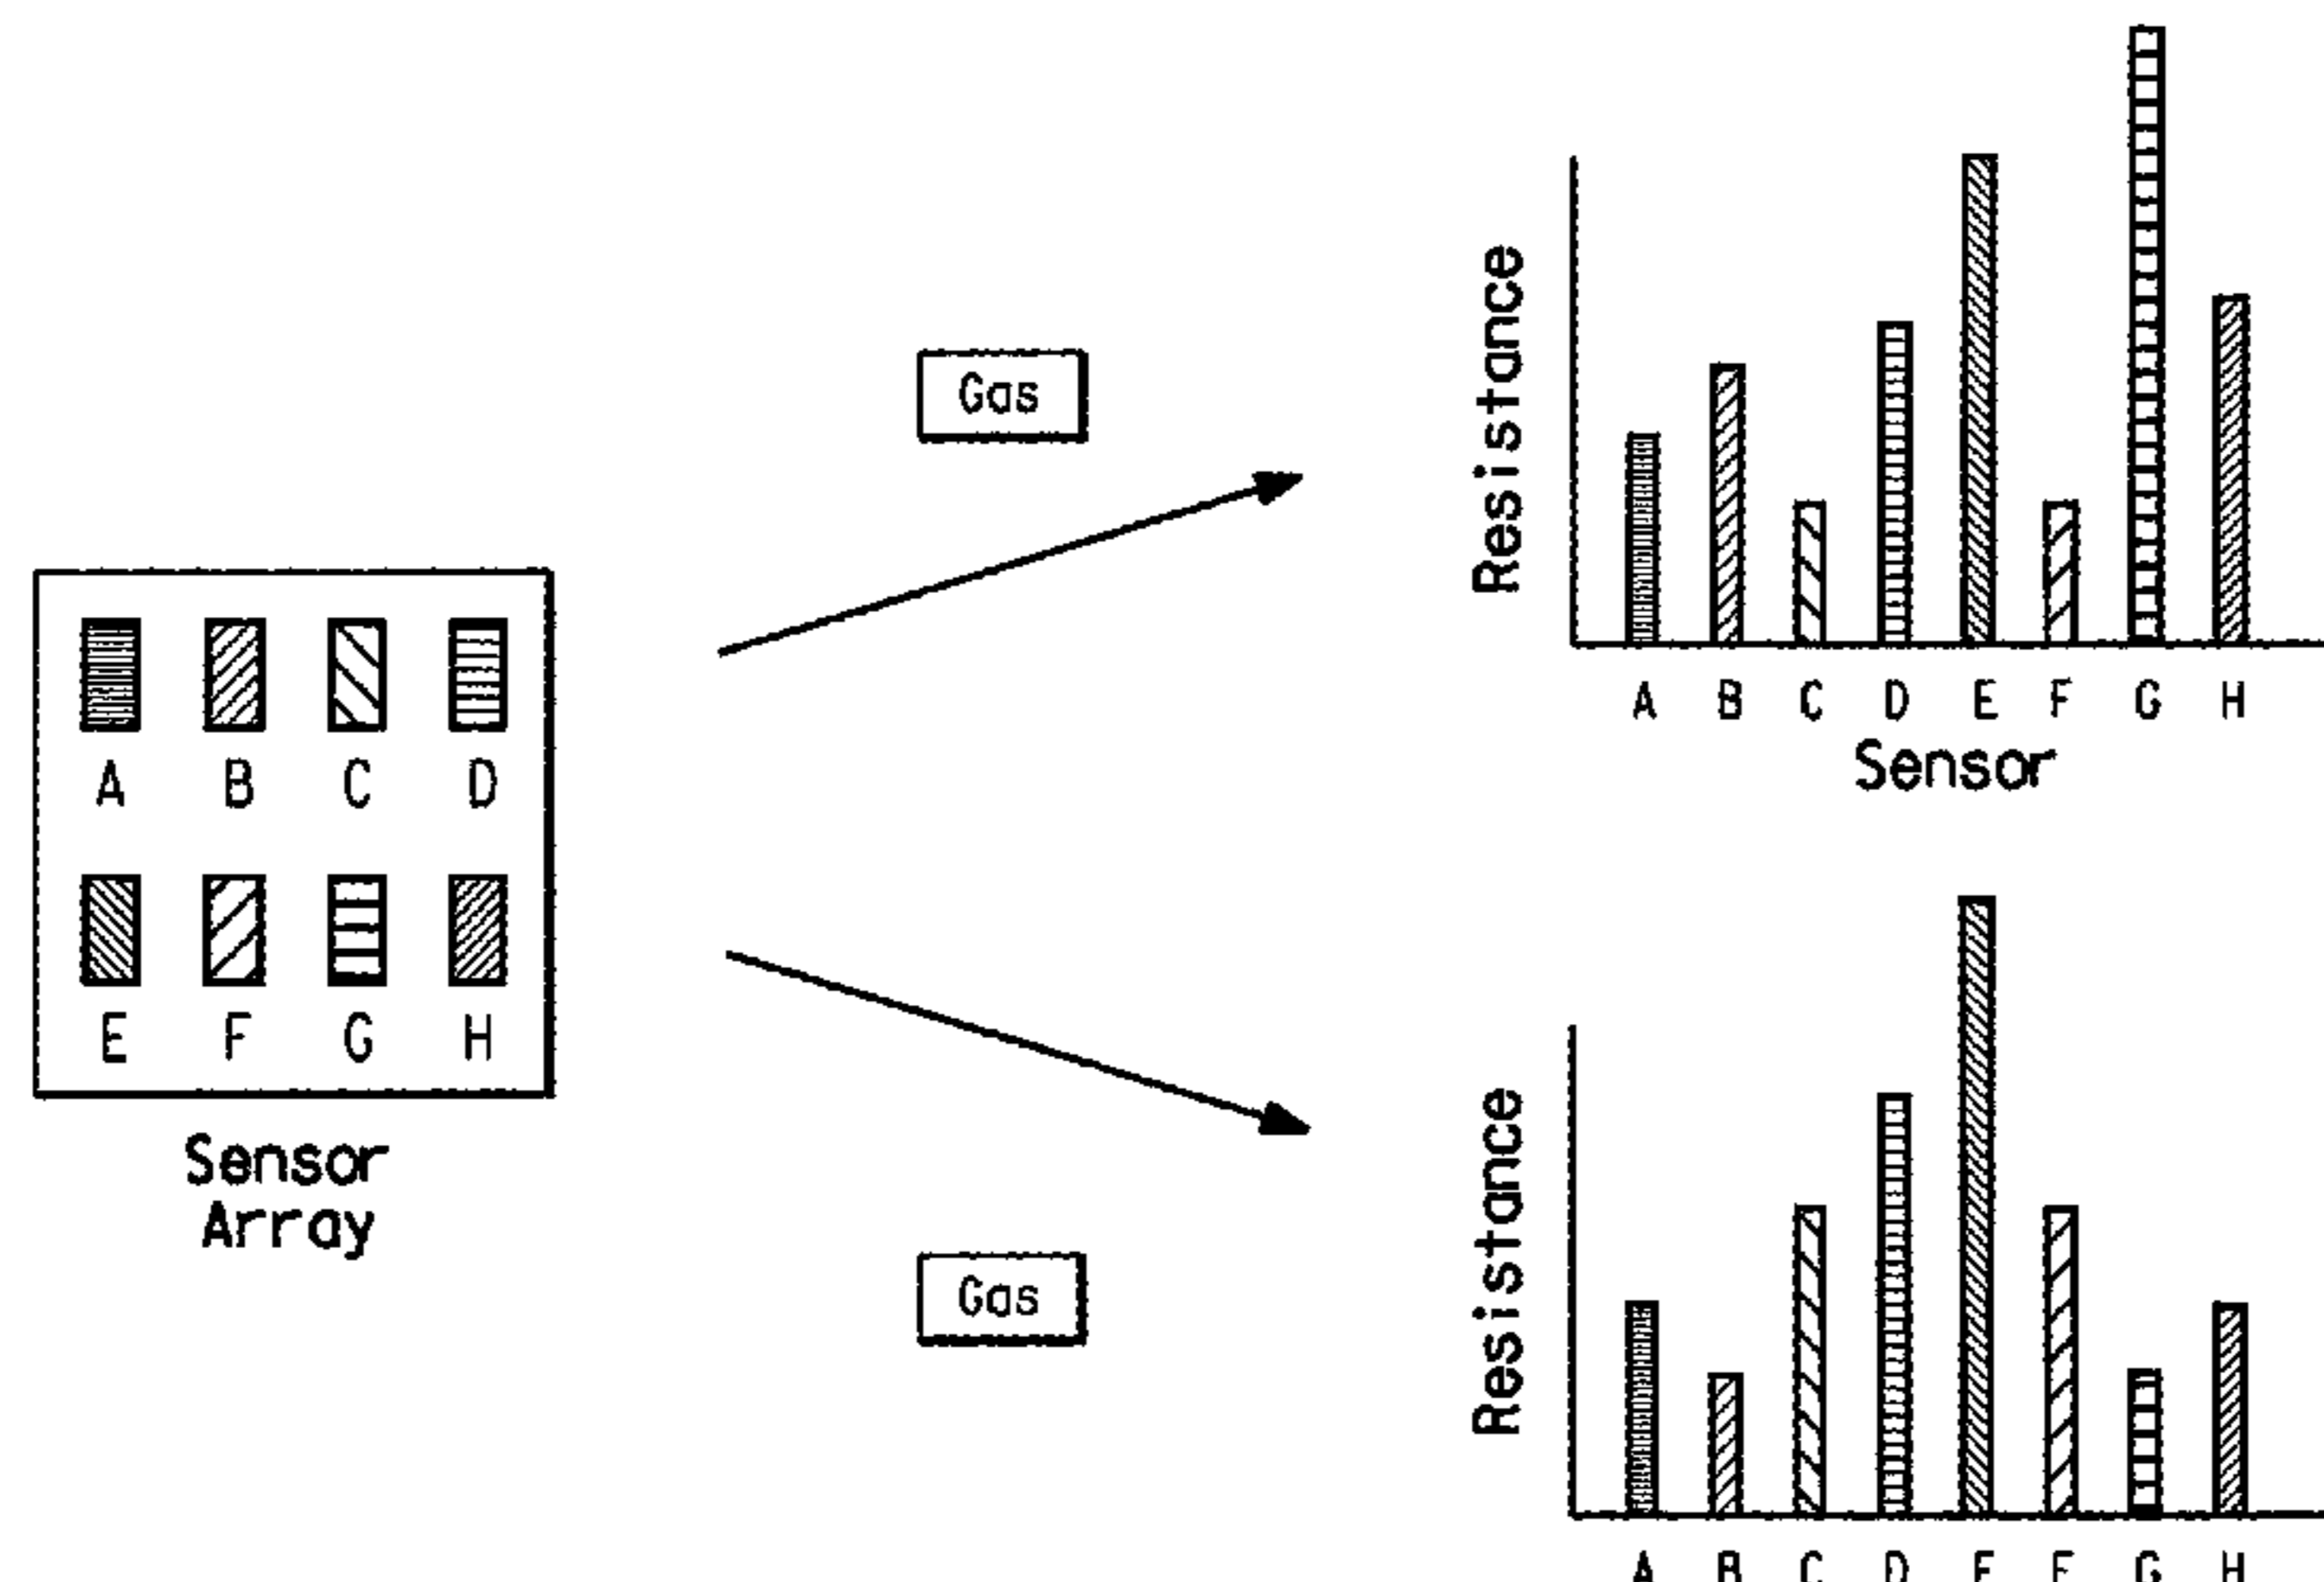 Gas
A B C D
E F G H
Sensor
Array
Gas
Resistance
A B C D E F G H
Sensor
Resistance
A B C D E F G H